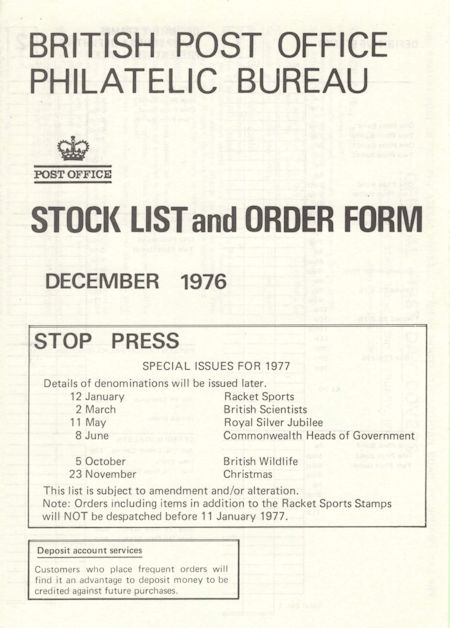 BRITISH POST OFFICE
PHILATELIC BUREAU
POST OFFICE
STOCK LIST and ORDER FORM
DECEMBER 1976
STOP PRESS
SPECIAL ISSUES FOR 1977
Details of denominations will be issued later.
12 January Racket Sports
2 March British Scientists
11 May Royal Silver Jubilee
8 June Commonwealth Heads of Government
5 October British Wildlife
23 November Christmas
This list is subject to amendment and/or alteration.
Note: Orders including items in addition to the Racket Sports Stamps
will NOT be despatched before 11 January 1977.
Deposit account services
Customers who place frequent orders will
find it an advantage to deposit money to be
credited against future purchases.